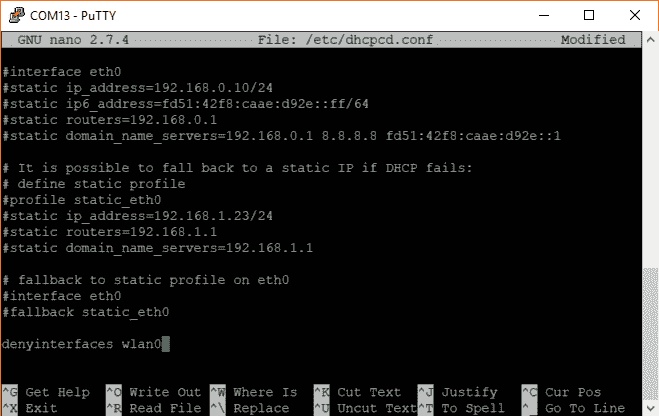 COM13 - PuTTY
GNU nano 2.7.4 File: /etc/dhcpcd.conf Modified
#interface eth0
#static ip_address=192.168.0.10/24
#static ip6_address=fd51:42f8:caae:d92e::ff/64
#static routers=192.168.0.1
#static domain_name_servers=192.168.0.1 8.8.8.8 fd51:42f8:caae:d92e::1
# It is possible to fall back to a static IP if DHCP fails:
# define static profile
#profile static_eth0
#static ip_address=192.168.1.23/24
#static routers=192.168.1.1
#static domain_name_servers=192.168.1.1
# fallback to static profile on eth0
#interface eth0
#fallback static_eth0
denyinterfaces wlan0
^G Get Help ^O Write Out ^W Where Is ^K Cut Text ^J Justify ^C Cur Pos
^X Exit ^R Read File ^\ Replace ^U Uncut Text ^T To Spell ^_ Go To Line